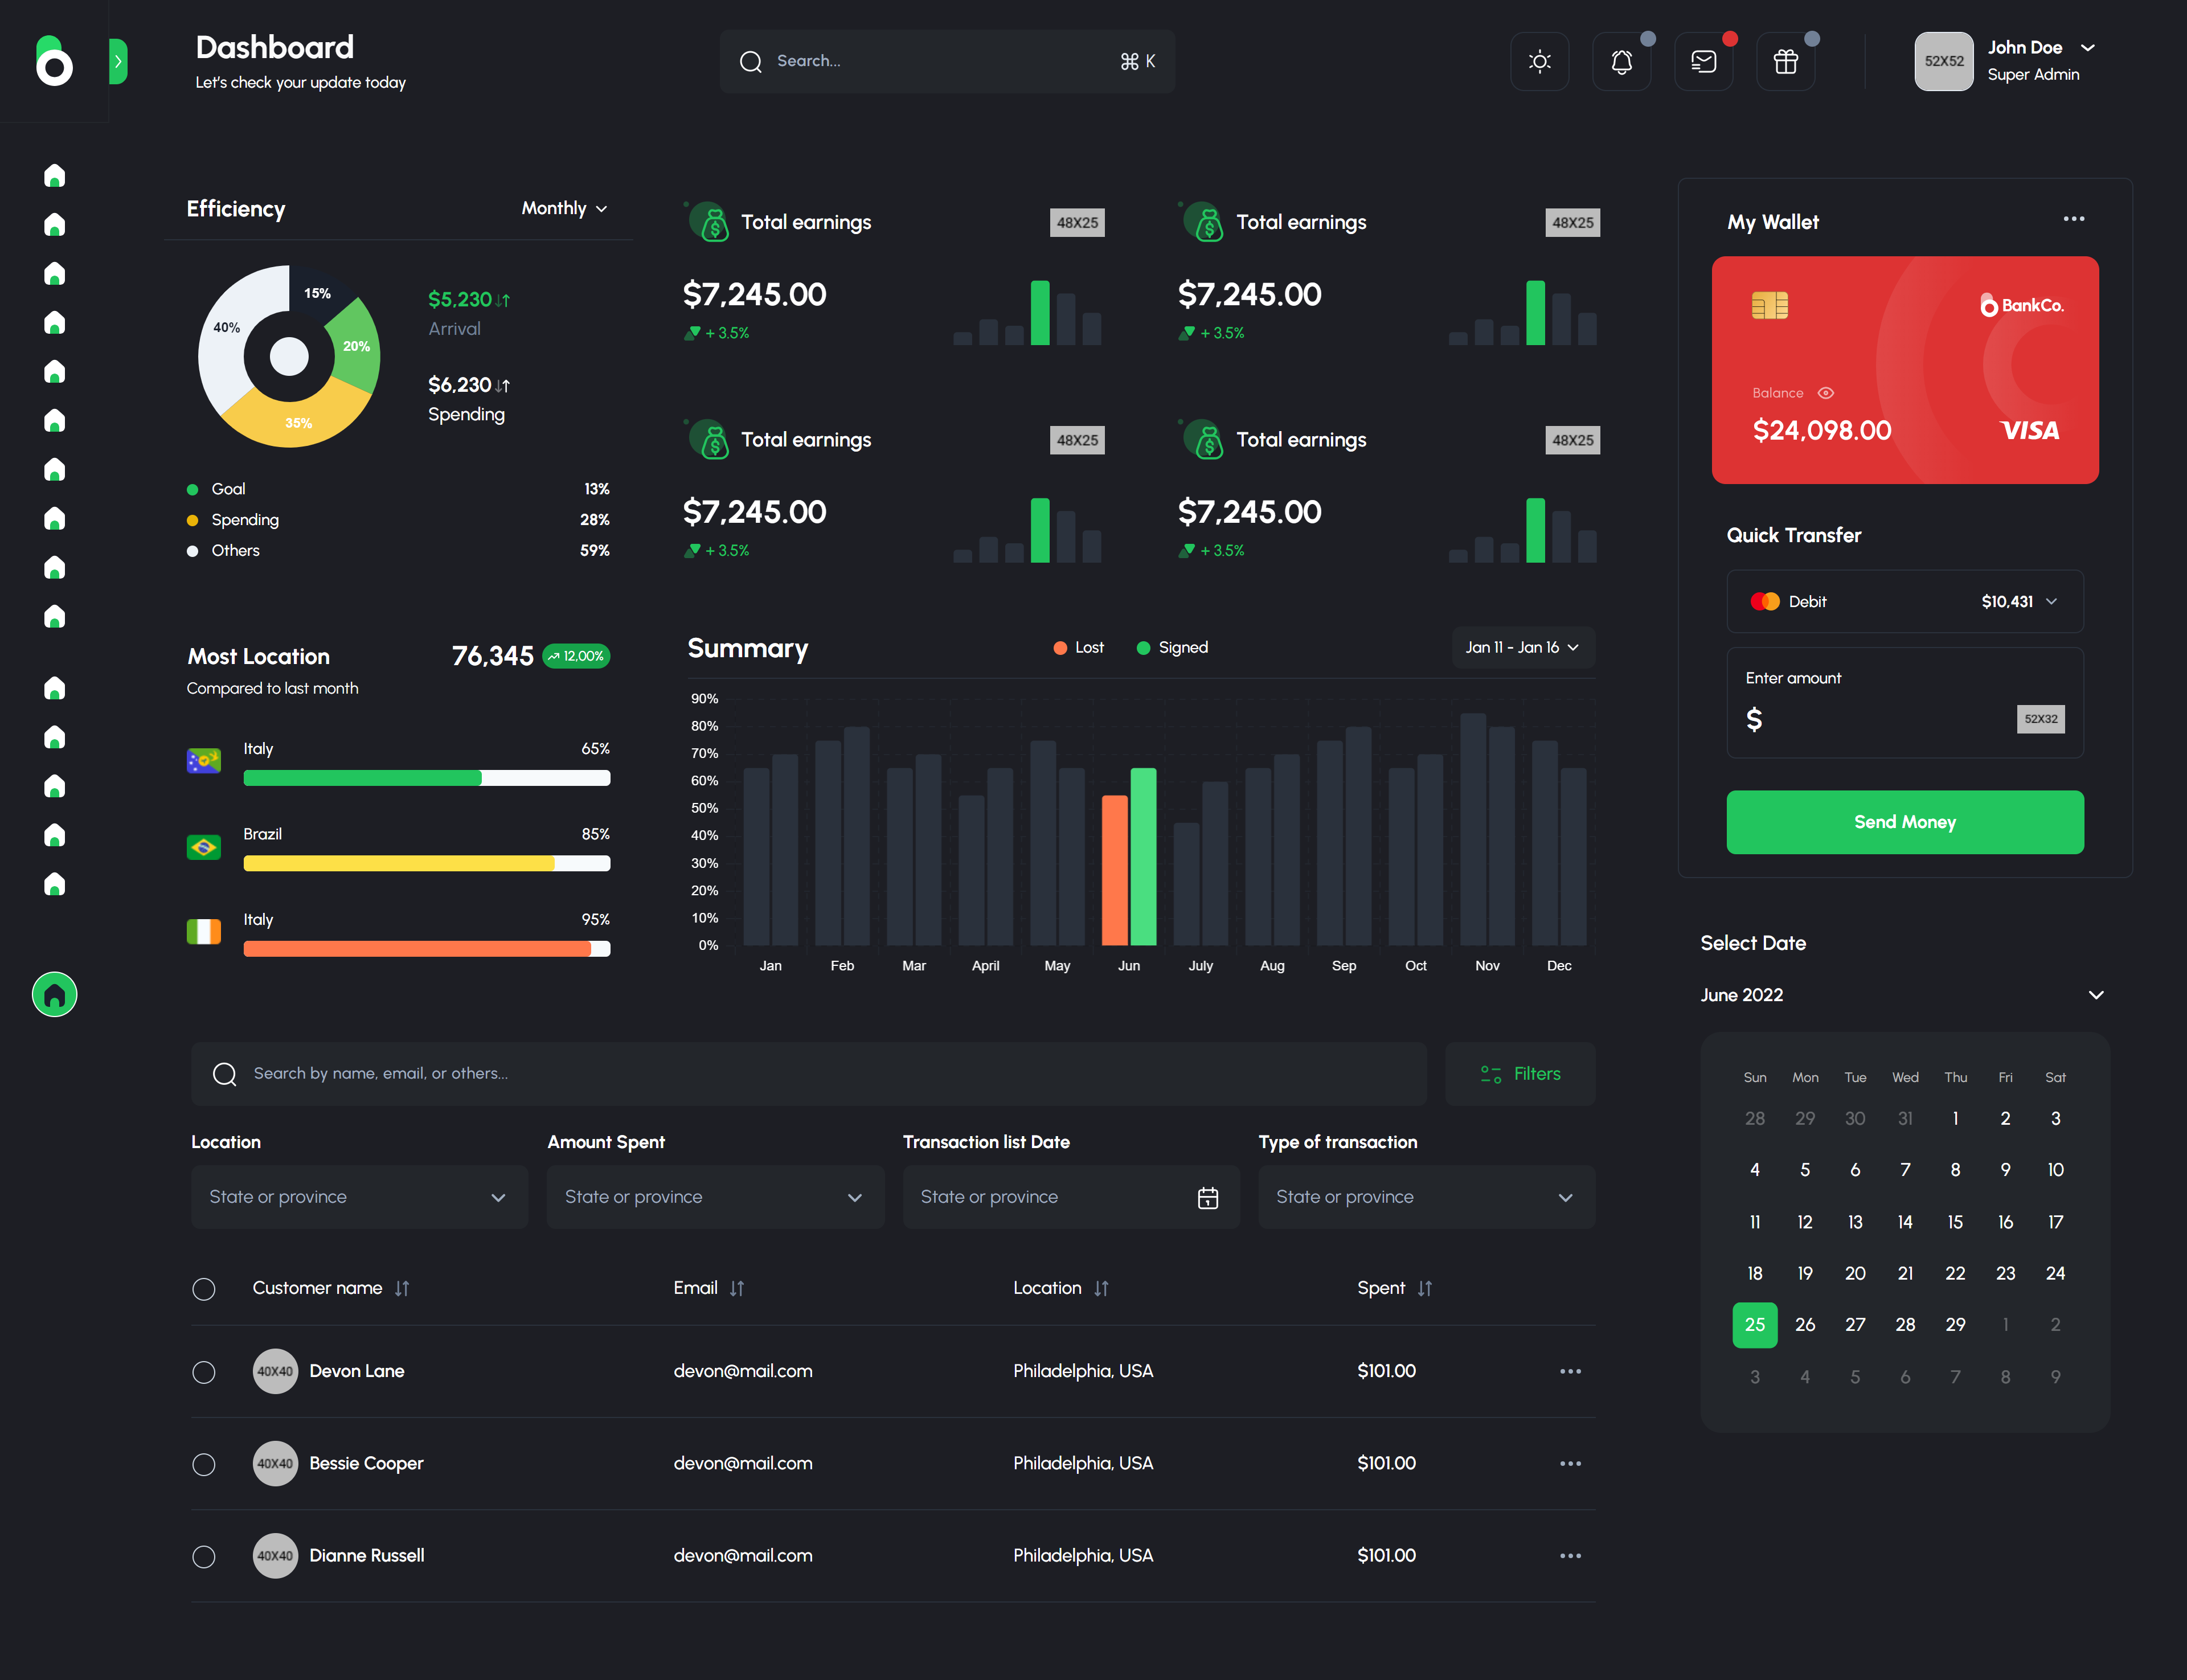 Dashboard
Let's check your update today
Search...
⌘ K
52X52
John Doe
Super Admin
Efficiency
Monthly
15%
40%
20%
35%
$5,230
Arrival
$6,230
Spending
Goal 13%
Spending 28%
Others 59%
Total earnings
48X25
$7,245.00
+ 3.5%
Total earnings
48X25
$7,245.00
+ 3.5%
Total earnings
48X25
$7,245.00
+ 3.5%
Total earnings
48X25
$7,245.00
+ 3.5%
My Wallet
BankCo.
Balance
$24,098.00
VISA
Quick Transfer
Debit $10,431
Enter amount
$
52X32
Send Money
Most Location
76,345
12,00%
Compared to last month
Italy 65%
Brazil 85%
Italy 95%
Summary
Lost
Signed
Jan 11 - Jan 16
90%
80%
70%
60%
50%
40%
30%
20%
10%
0%
Jan Feb Mar April May Jun July Aug Sep Oct Nov Dec
Select Date
June 2022
Sun Mon Tue Wed Thu Fri Sat
28 29 30 31 1 2 3
4 5 6 7 8 9 10
11 12 13 14 15 16 17
18 19 20 21 22 23 24
25 26 27 28 29 1 2
3 4 5 6 7 8 9
Search by name, email, or others...
Filters
Location
Amount Spent
Transaction list Date
Type of transaction
State or province
State or province
State or province
State or province
Customer name Email Location Spent
40X40 Devon Lane devon@mail.com Philadelphia, USA $101.00
40X40 Bessie Cooper devon@mail.com Philadelphia, USA $101.00
40X40 Dianne Russell devon@mail.com Philadelphia, USA $101.00